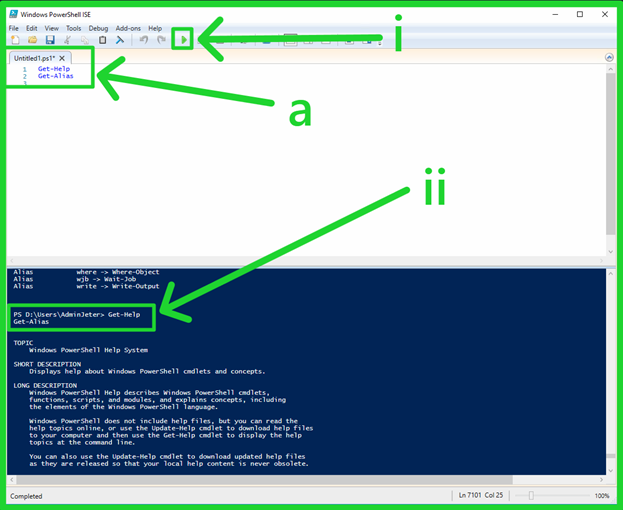 Windows PowerShell ISE
File Edit View Tools Debug Add-ons Help
i
Untitled1.ps1* X
1 Get-Help
2 Get-Alias
3
a
ii
Alias where -> Where-Object
Alias wjb -> Wait-Job
Alias write -> Write-Output
PS D:\Users\AdminJeter> Get-Help
Get-Alias
TOPIC
Windows PowerShell Help System
SHORT DESCRIPTION
Displays help about Windows PowerShell cmdlets and concepts.
LONG DESCRIPTION
Windows PowerShell Help describes Windows PowerShell cmdlets,
functions, scripts, and modules, and explains concepts, including
the elements of the Windows PowerShell language.
Windows PowerShell does not include help files, but you can read the
help topics online, or use the Update-Help cmdlet to download help files
to your computer and then use the Get-Help cmdlet to display the help
topics at the command line.
You can also use the Update-Help cmdlet to download updated help files
as they are released so that your local help content is never obsolete.
Completed
Ln 7101 Col 25
100%